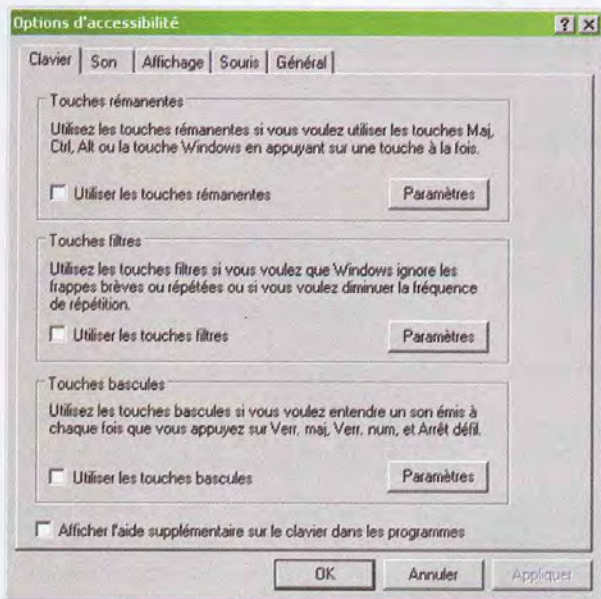 Options d'accessibilité
Clavier Son Affichage Souris Général
Touches rémanentes
Utilisez les touches rémanentes si vous voulez utiliser les touches Maj,
Ctrl, Alt ou la touche Windows en appuyant sur une touche à la fois.
Utiliser les touches rémanentes Paramètres
Touches filtres
Utilisez les touches filtres si vous voulez que Windows ignore les
frappes brèves ou répétées ou si vous voulez diminuer la fréquence
de répétition.
Utiliser les touches filtres Paramètres
Touches bascules
Utilisez les touches bascules si vous voulez entendre un son émis à
chaque fois que vous appuyez sur Verr. maj, Verr. num, et Arrêt défil.
Utiliser les touches bascules Paramètres
Afficher l'aide supplémentaire sur le clavier dans les programmes
OK Annuler Appliquer